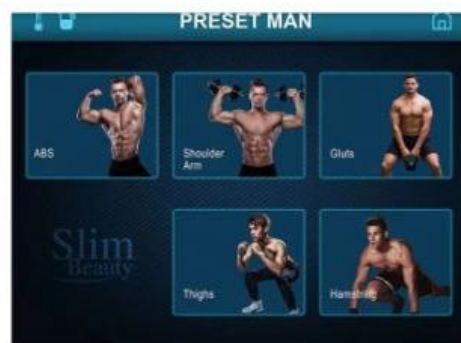 PRESET MAN
ABS
Shoulder
Arm
Gluts
Slim
Beauty
Thighs
Hamstring